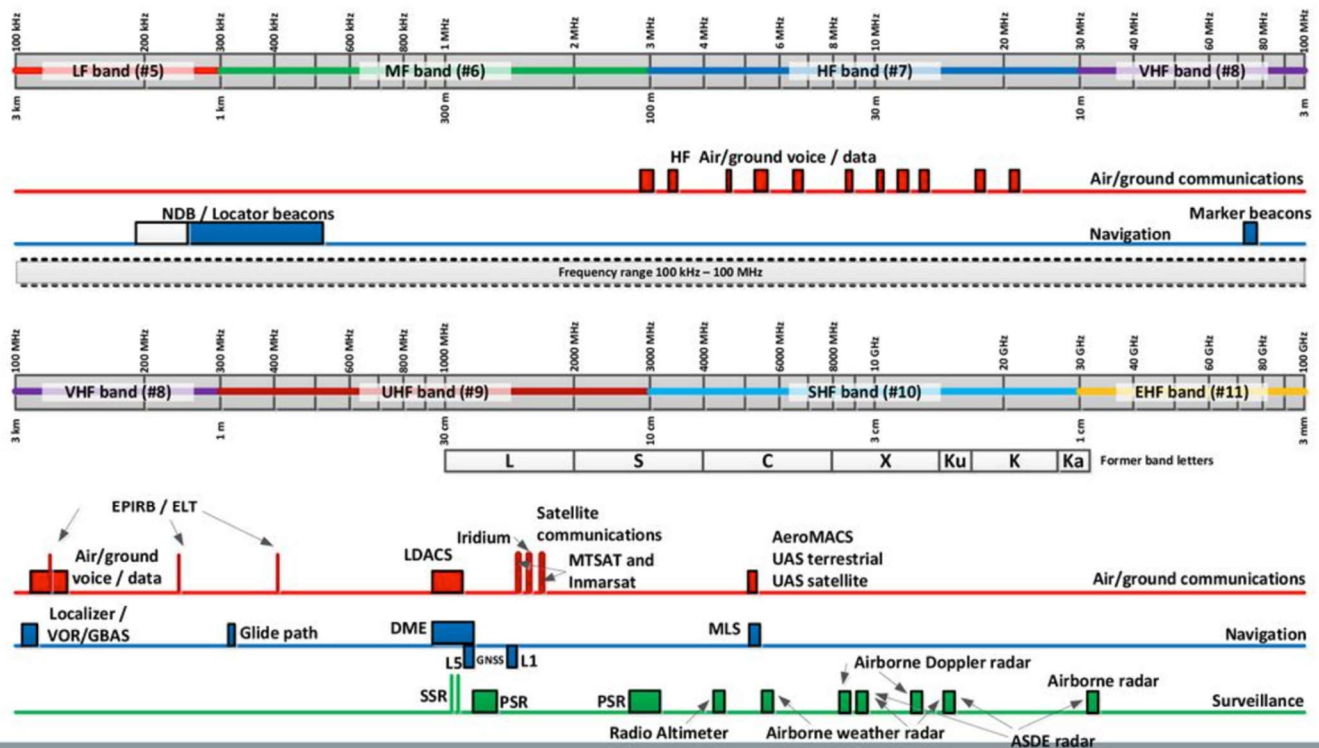 100 kHz 200 kHz 300 kHz 400 kHz 600 kHz 800 kHz 1 MHz 2 MHz 3 MHz 4 MHz 6 MHz 8 MHz 10 MHz 20 MHz 30 MHz 40 MHz 60 MHz 80 MHz 100 MHz
LF band (#5) MF band (#6) HF band (#7) VHF band (#8)
3 km 1 km 300 m 100 m 30 m 10 m 3 m
HF Air/ground voice / data
Air/ground communications
NDB / Locator beacons Marker beacons
Navigation
Frequency range 100 kHz – 100 MHz
100 MHz 200 MHz 300 MHz 400 MHz 600 MHz 800 MHz 1000 MHz 2000 MHz 3000 MHz 4000 MHz 6000 MHz 8000 MHz 10 GHz 20 GHz 30 GHz 40 GHz 60 GHz 80 GHz 100 GHz
VHF band (#8) UHF band (#9) SHF band (#10) EHF band (#11)
3 km 1 m 30 cm 10 cm 3 cm 1 cm 3 mm
L S C X Ku K Ka Former band letters
EPIRB / ELT
Air/ground
voice / data
LDACS
Iridium
Satellite
communications
MTSAT and
Inmarsat
AeroMACS
UAS terrestrial
UAS satellite
Air/ground communications
Localizer /
VOR/GBAS
Glide path
DME
MLS
Navigation
L5 GNSS L1
SSR
PSR
PSR
Radio Altimeter
Airborne weather radar
Airborne Doppler radar
Airborne radar
ASDE radar
Surveillance